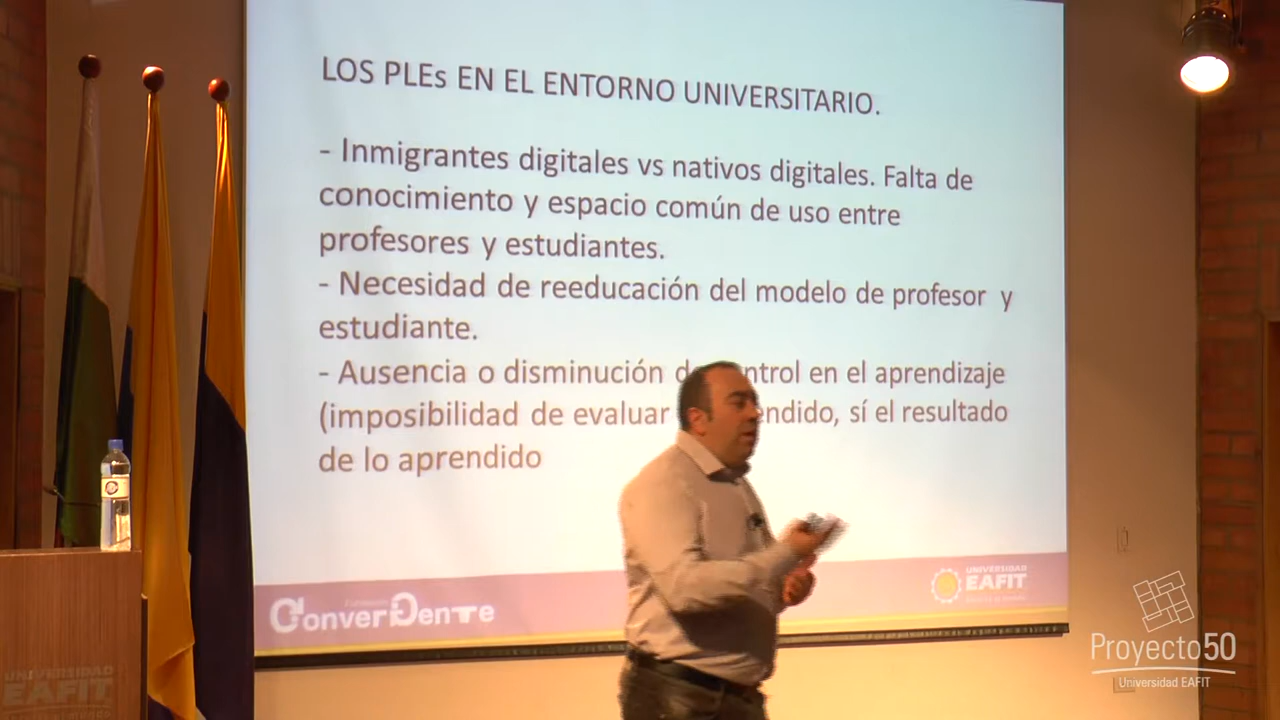 LOS PLEs EN EL ENTORNO UNIVERSITARIO.
- Inmigrantes digitales vs nativos digitales. Falta de
conocimiento y espacio común de uso entre
profesores y estudiantes.
- Necesidad de reeducación del modelo de profesor y
estudiante.
- Ausencia o disminución d ntrol en el aprendizaje
(imposibilidad de evaluar ndido, sí el resultado
de lo aprendido
ConverGente
UNIVERSIDAD
EAFIT
UNIVERSIDAD
EAFIT
Proyecto50
Universidad EAFIT